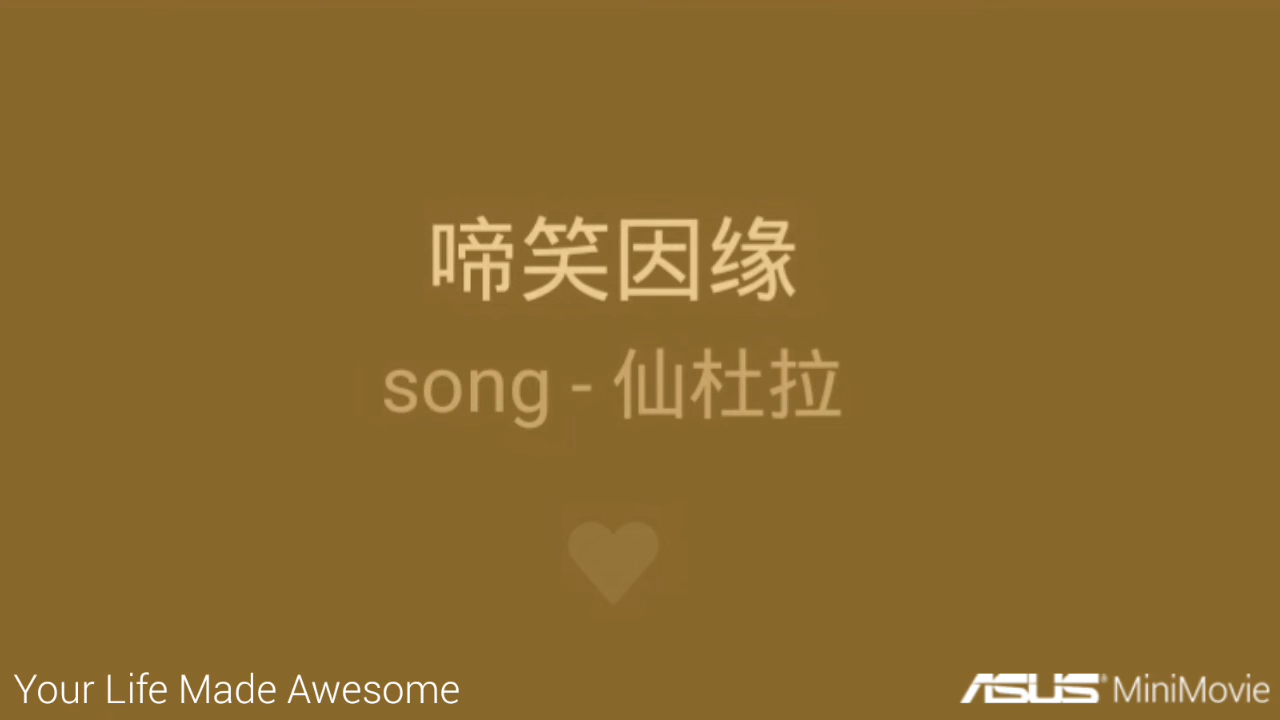 啼笑因缘
song - 仙杜拉
Your Life Made Awesome
ASUS MiniMovie